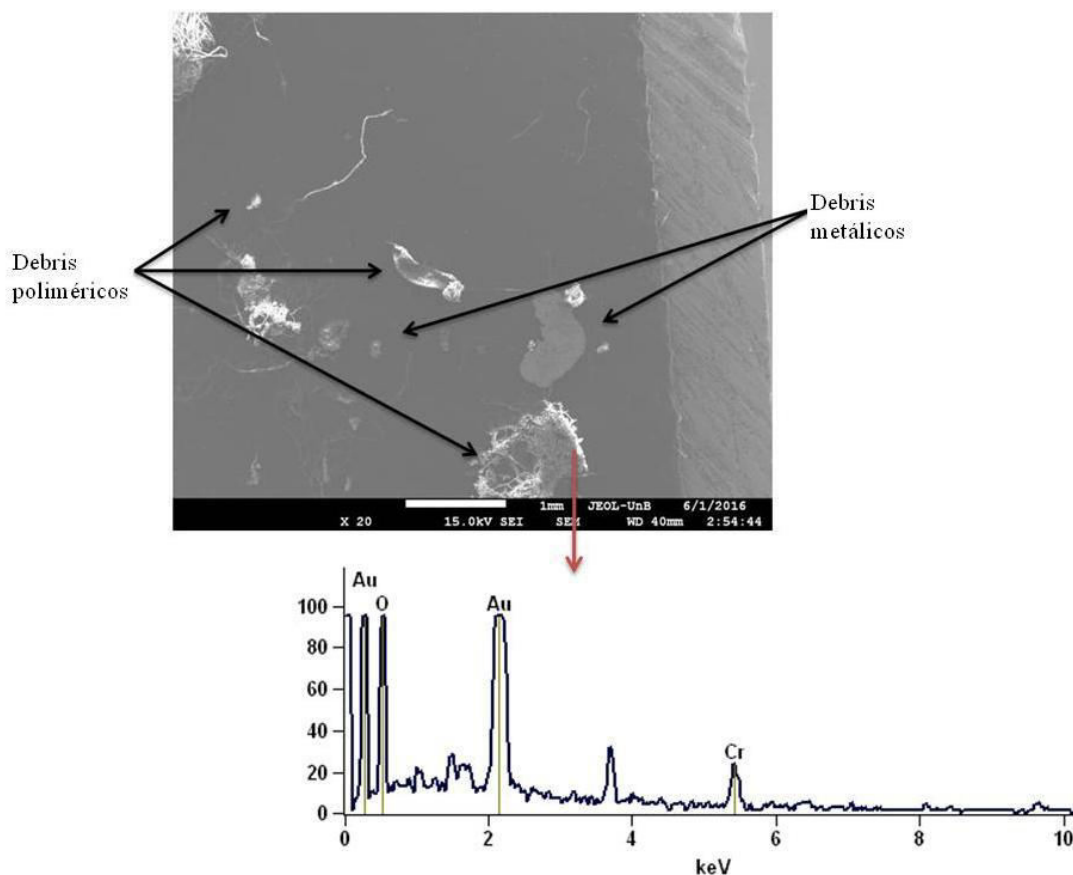 Debris
poliméricos
Debris
metálicos
1mm JEOL-UnB 6/1/2016
X 20 15.0kV SEI SEM WD 40mm 2:54:44
Au
O
Au
Cr
100
80
60
40
20
0
0 2 4 6 8 10
keV